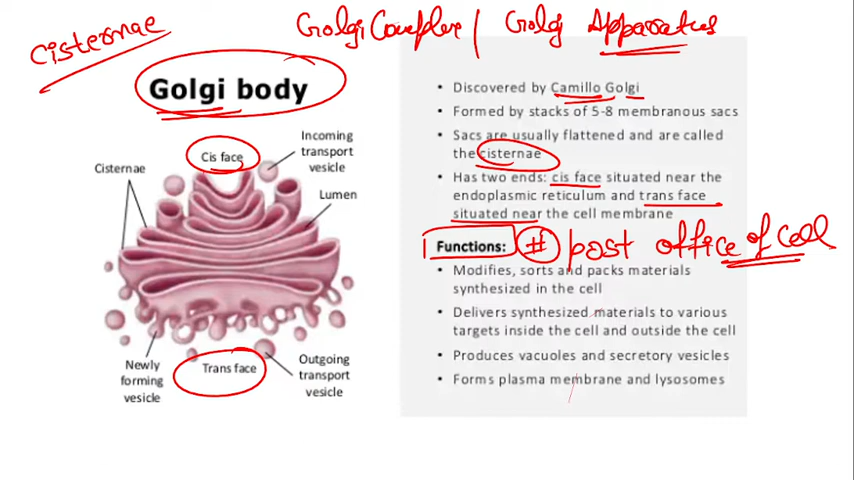 Cisternae
Golgi Complex / Golgi Apparatus
Golgi body
Cis face
Incoming
transport
vesicle
Cisternae
Lumen
Newly
forming
vesicle
Trans face
Outgoing
transport
vesicle
• Discovered by Camillo Golgi
• Formed by stacks of 5-8 membranous sacs
• Sacs are usually flattened and are called
the cisternae
• Has two ends: cis face situated near the
endoplasmic reticulum and trans face
situated near the cell membrane
Functions: # post office of cell
• Modifies, sorts and packs materials
synthesized in the cell
• Delivers synthesized materials to various
targets inside the cell and outside the cell
• Produces vacuoles and secretory vesicles
• Forms plasma membrane and lysosomes